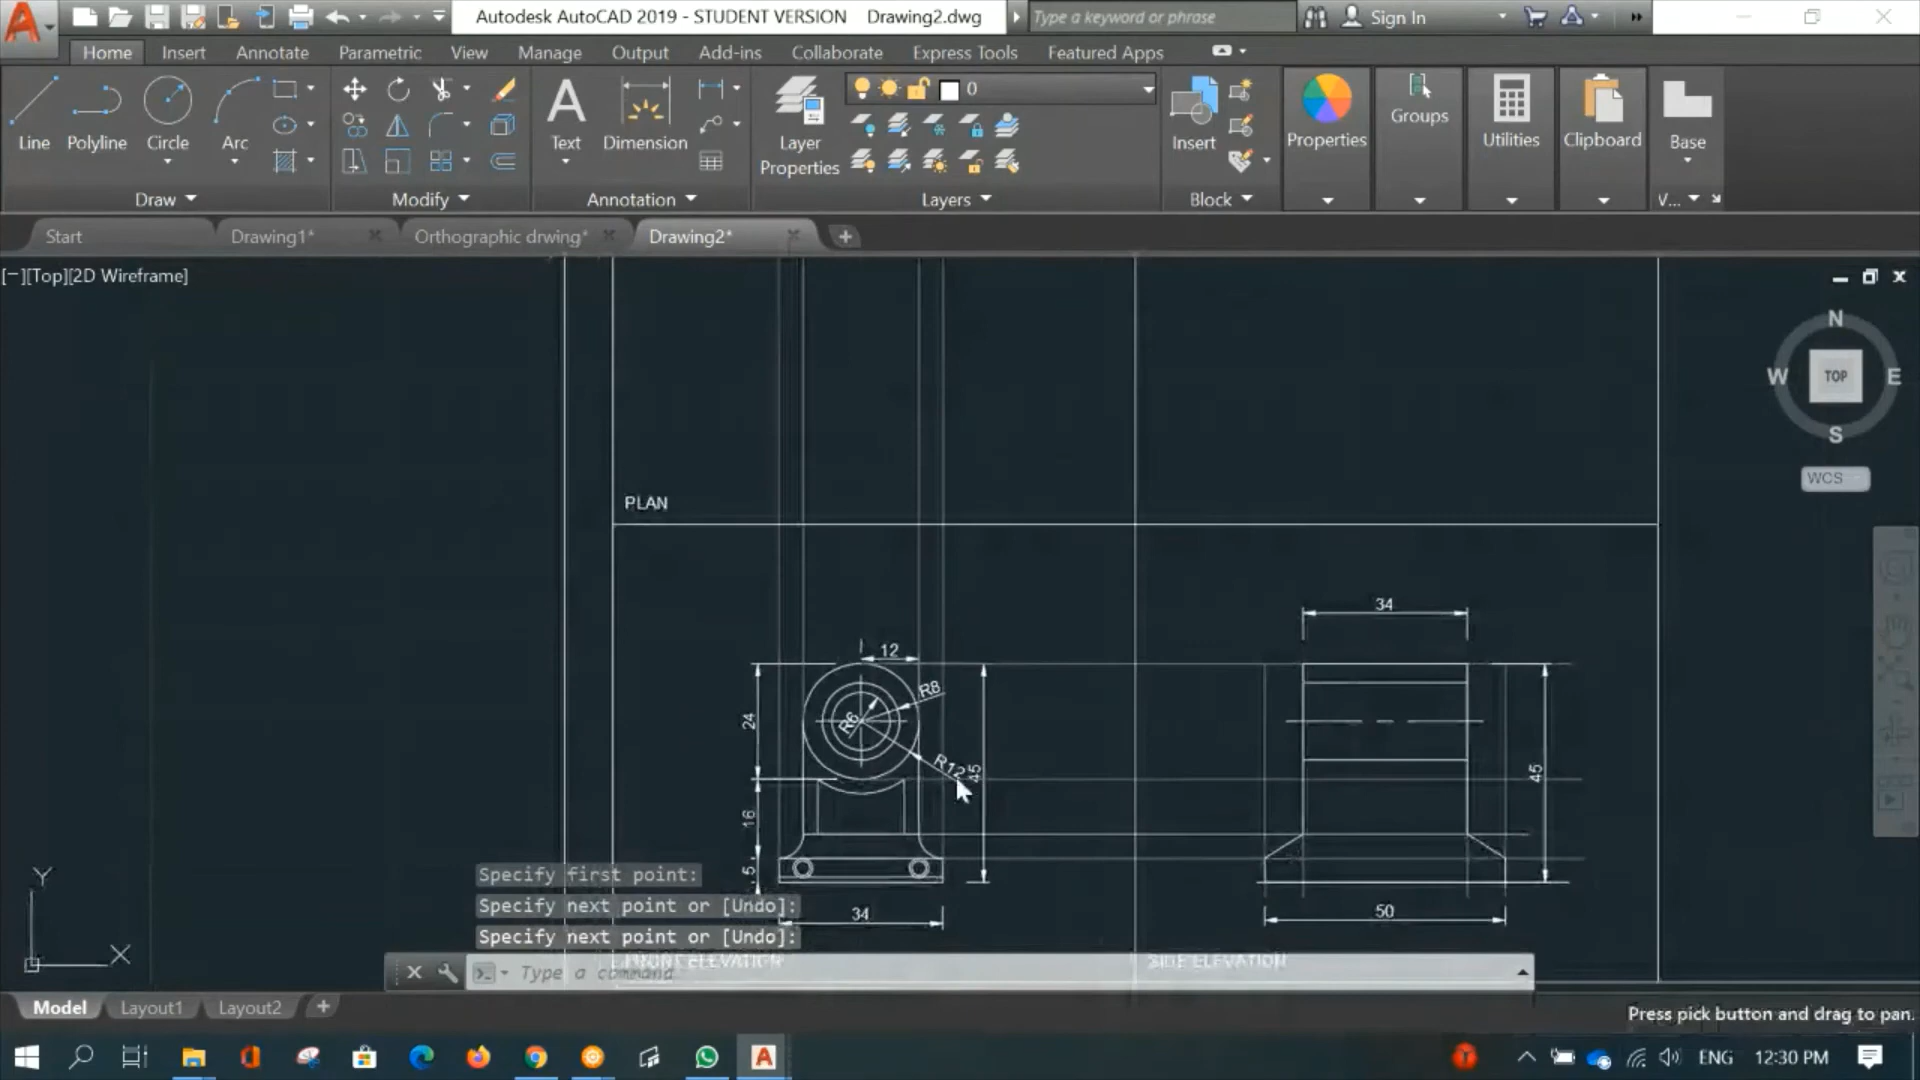 Autodesk AutoCAD 2019 - STUDENT VERSION Drawing2.dwg
Type a keyword or phrase
Sign In
Home Insert Annotate Parametric View Manage Output Add-ins Collaborate Express Tools Featured Apps
Line Polyline Circle Arc
Text Dimension
Layer Properties
0
Insert
Properties
Groups
Utilities
Clipboard
Base
Draw
Modify
Annotation
Layers
Block
V...
Start
Drawing1*
Orthographic drwing*
Drawing2*
[−][Top][2D Wireframe]
N
W TOP E
S
WCS
PLAN
34
12
R8
24
R6
R12
45
45
16
5
34
50
Specify first point:
Specify next point or [Undo]:
Specify next point or [Undo]:
FRONT ELEVATION
SIDE ELEVATION
Type a command
Y
X
Model Layout1 Layout2
Press pick button and drag to pan.
ENG 12:30 PM